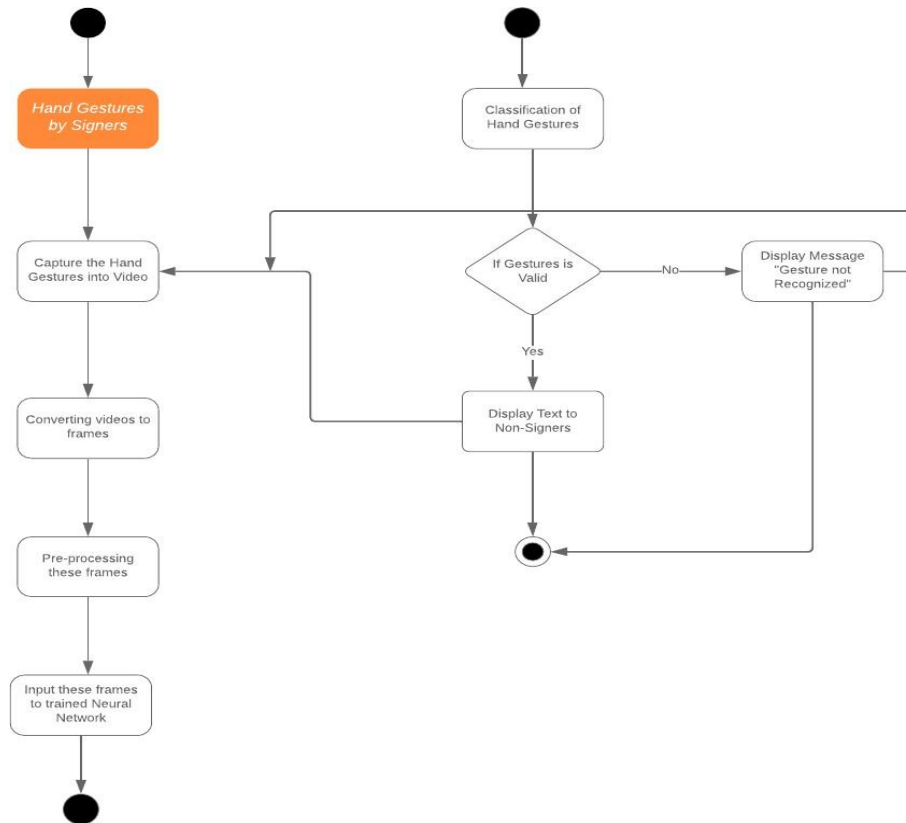 Hand Gestures
by Signers
Capture the Hand
Gestures into Video
Converting videos to
frames
Pre-processing
these frames
Input these frames
to trained Neural
Network
Classification of
Hand Gestures
If Gestures is
Valid
No
Display Message
"Gesture not
Recognized"
Yes
Display Text to
Non-Signers